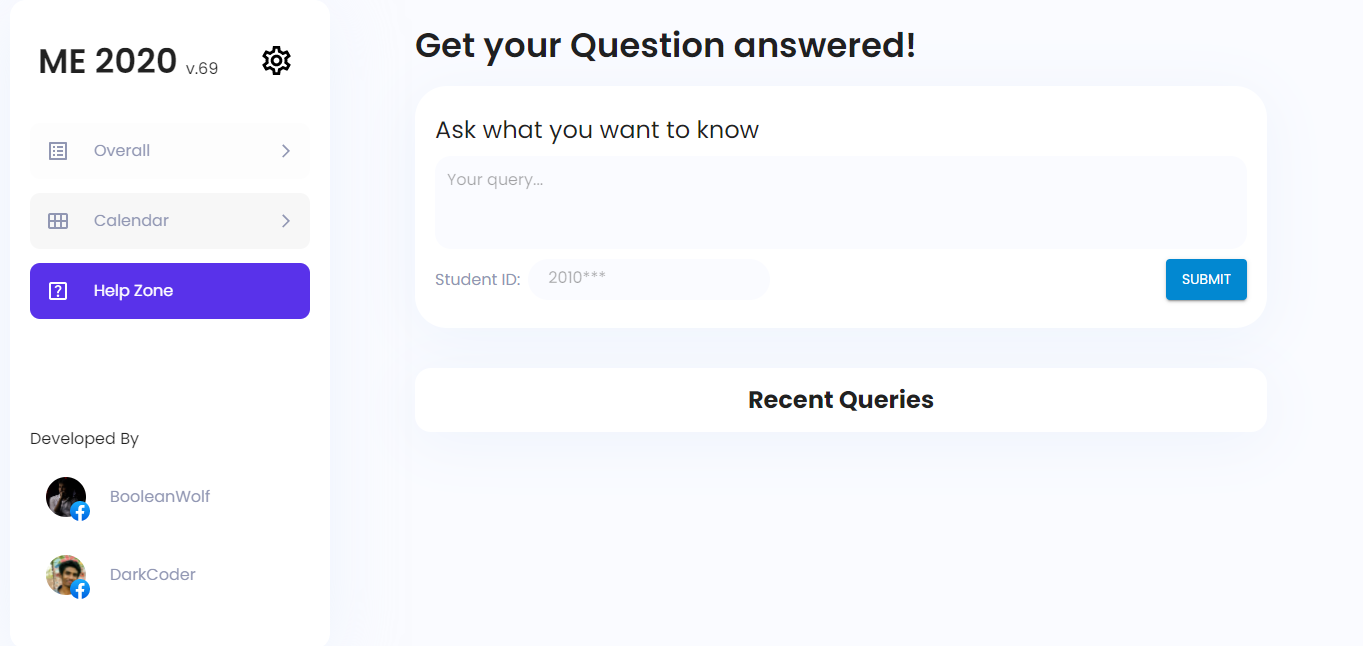 ME 2020 v.69
Overall
Calendar
Help Zone
Developed By
BooleanWolf
DarkCoder
Get your Question answered!
Ask what you want to know
Your query...
Student ID: 2010***
SUBMIT
Recent Queries